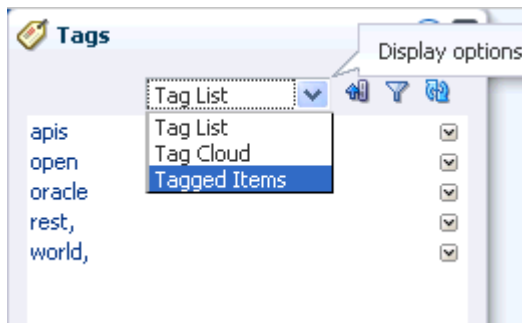 Tags
Display options
Tag List
Tag List
Tag Cloud
Tagged Items
apis
open
oracle
rest,
world,